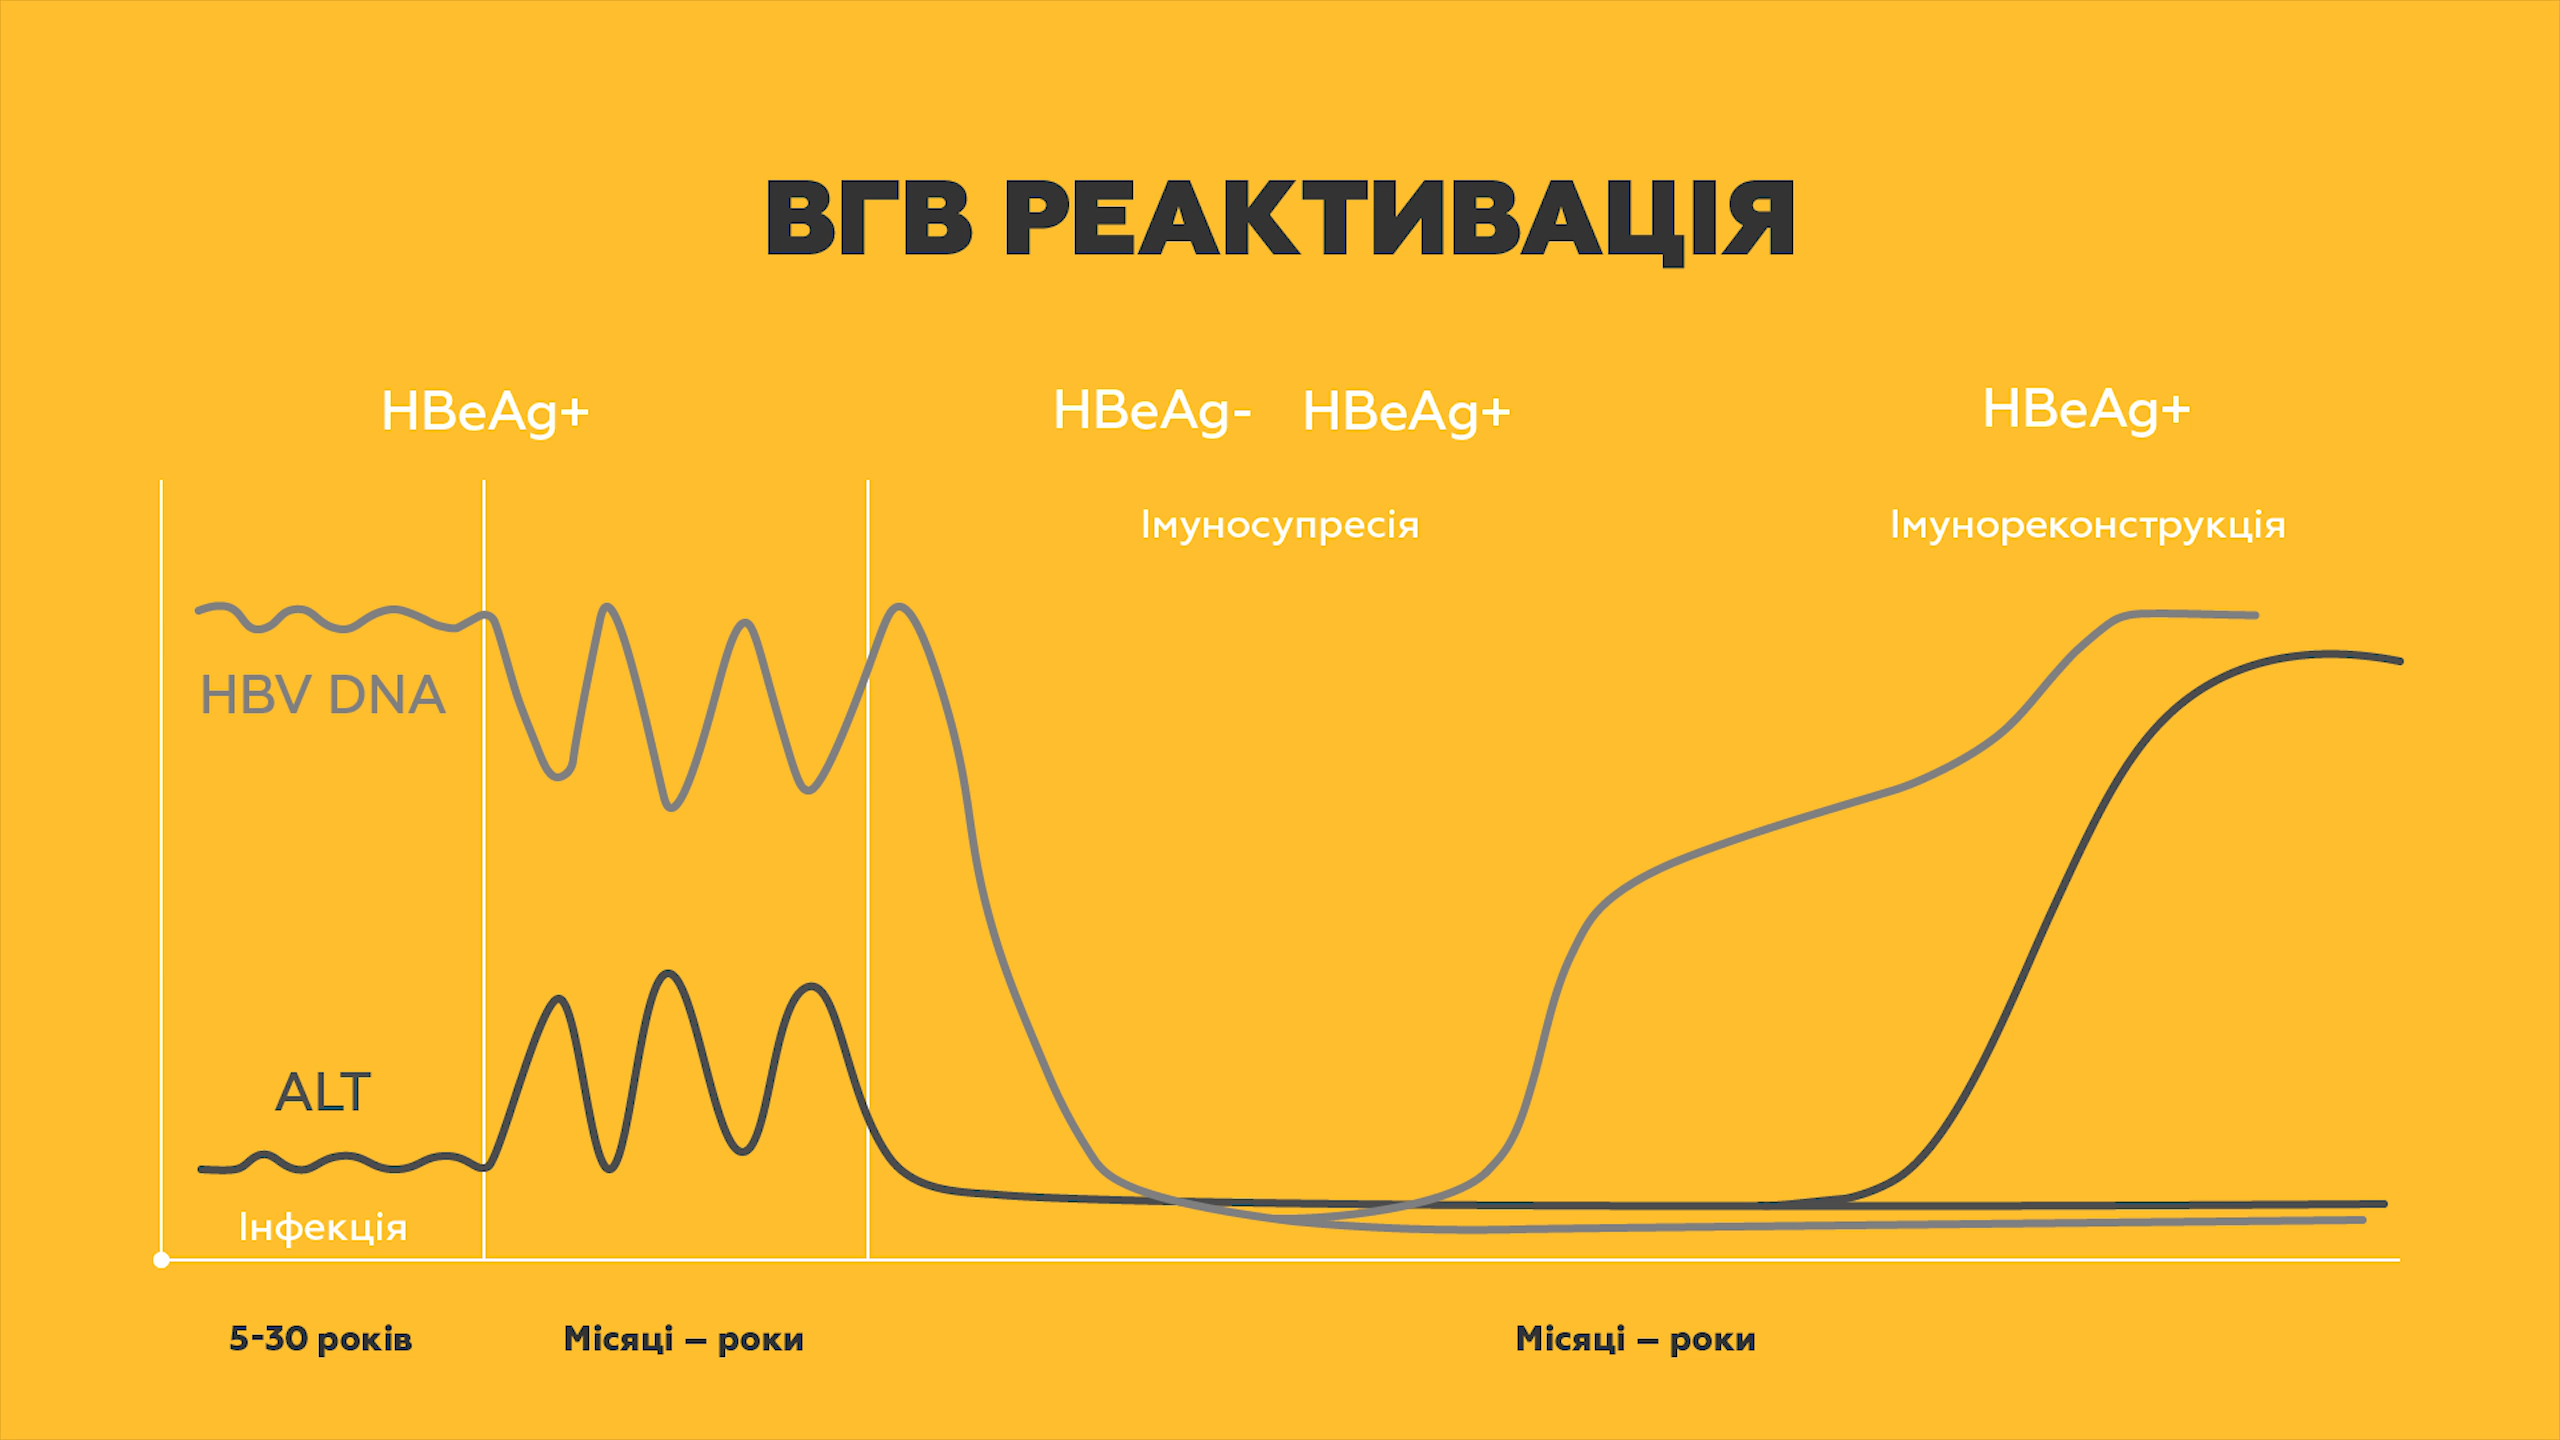 ВГВ РЕАКТИВАЦІЯ
HBeAg+ HBeAg- HBeAg+ HBeAg+
Імуносупресія Імунореконструкція
HBV DNA
ALT
Інфекція
5-30 років Місяці – роки Місяці – роки